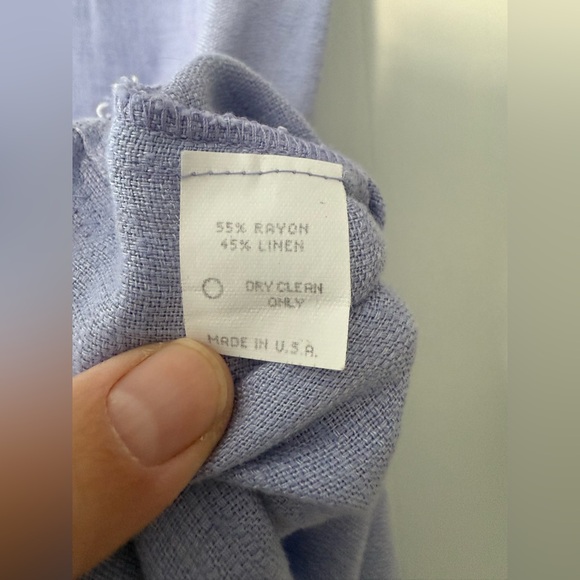 55% RAYON
45% LINEN
DRY CLEAN
ONLY
MADE IN U.S.A.